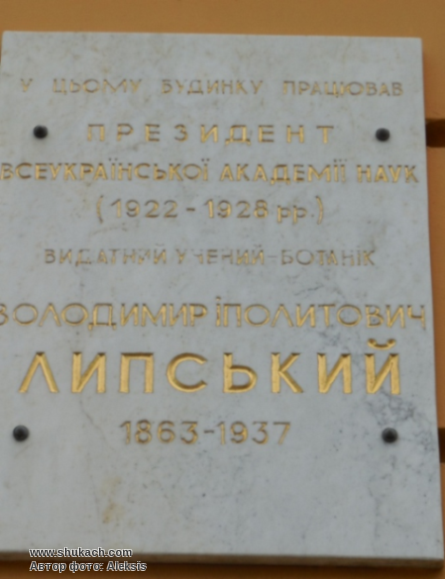 У ЦЬОМУ БУДИНКУ ПРАЦЮВАВ
ПРЕЗИДЕНТ
ВСЕУКРАЇНСЬКОЇ АКАДЕМІЇ НАУК
(1922-1928 рр.)
ВИДАТНИЙ УЧЕНИЙ-БОТАНІК
ВОЛОДИМИР ІПОЛИТОВИЧ
ЛИПСЬКИЙ
1863-1937
www.shukach.com
Автор фото: Aleksis